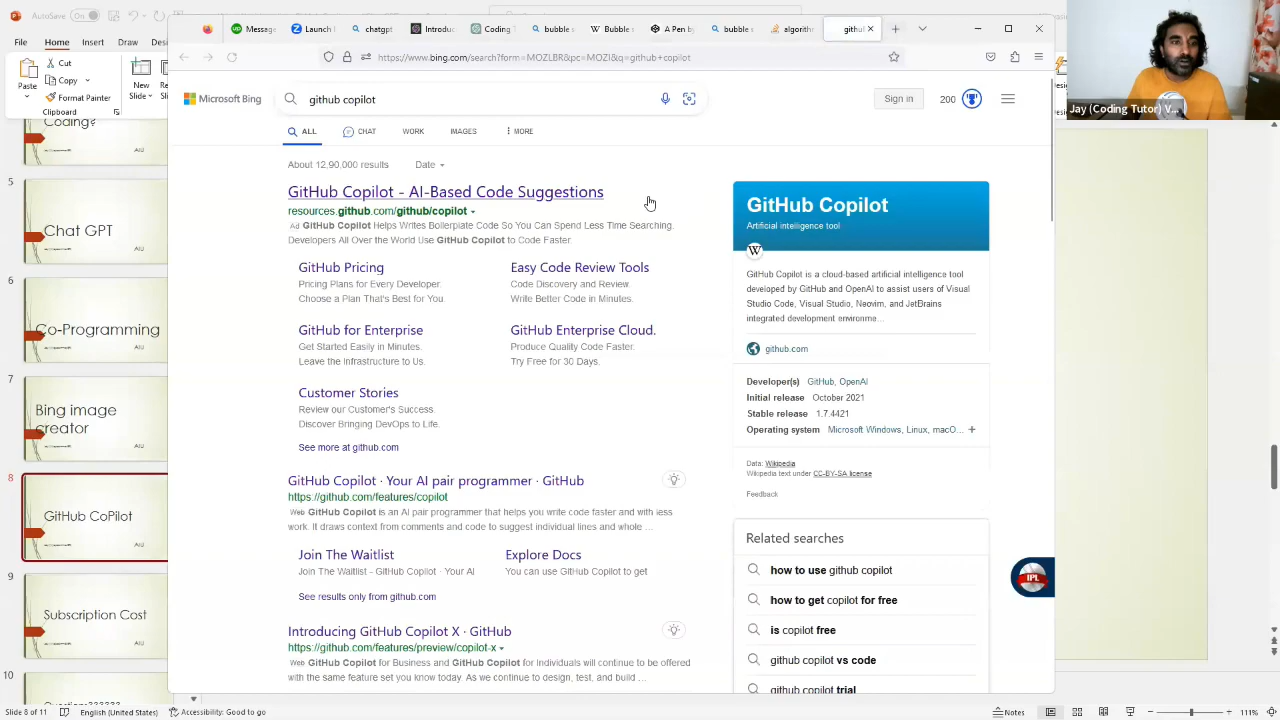 Messag
Launch
chatgpt
Introdu
Coding
bubble s
Bubble s
A Pen by
bubble s
algorithm
githu
File
Home
Inse
https://www.bing.com/search?form=MOZLBR&pc=MOZI&q=github+copilot
Paste
Cut
Copy
Format Painter
Clipboard
New
Slide
Microsoft Bing
github copilot
Sign in
200
Jay (Coding Tutor) V...
ALL
CHAT
WORK
IMAGES
MORE
About 12,90,000 results
Date
Coding?
GitHub Copilot - AI-Based Code Suggestions
resources.github.com/github/copilot
Ad GitHub Copilot Helps Writes Boilerplate Code So You Can Spend Less Time Searching.
Developers All Over the World Use GitHub Copilot to Code Faster.
GitHub Pricing
Pricing Plans for Every Developer.
Choose a Plan That's Best for You.
Easy Code Review Tools
Code Discovery and Review.
Write Better Code in Minutes.
GitHub for Enterprise
Get Started Easily in Minutes.
Leave the Infrastructure to Us.
GitHub Enterprise Cloud.
Produce Quality Code Faster.
Try Free for 30 Days.
Customer Stories
Review our Customer's Success.
Discover Bringing DevOps to Life.
See more at github.com
GitHub Copilot · Your AI pair programmer · GitHub
https://github.com/features/copilot
Web GitHub Copilot is an AI pair programmer that helps you write code faster and with less
work. It draws context from comments and code to suggest individual lines and whole ...
Join The Waitlist
Join The Waitlist - GitHub Copilot · Your AI
Explore Docs
You can use GitHub Copilot to get
See results only from github.com
Introducing GitHub Copilot X · GitHub
https://github.com/features/preview/copilot-x
Web GitHub Copilot for Business and GitHub Copilot for Individuals will continue to be offered
with the same feature set you know today. As we continue to design, test, and build ...
GitHub Copilot
Artificial intelligence tool
W
GitHub Copilot is a cloud-based artificial intelligence tool
developed by GitHub and OpenAI to assist users of Visual
Studio Code, Visual Studio, Neovim, and JetBrains
integrated development environme...
github.com
Developer(s) GitHub, OpenAI
Initial release October 2021
Stable release 1.7.4421
Operating system Microsoft Windows, Linux, macO...
Data: Wikipedia
Wikipedia text under CC-BY-SA license
Feedback
Related searches
how to use github copilot
how to get copilot for free
is copilot free
github copilot vs code
github copilot trial
IPL
5
Chat GPT
6
Co-Programming
7
Bing image
creator
8
GitHub CoPilot
9
Subscription Cost
10
Slide 8 of 11
English (United States)
Accessibility: Good to go
Notes
111%